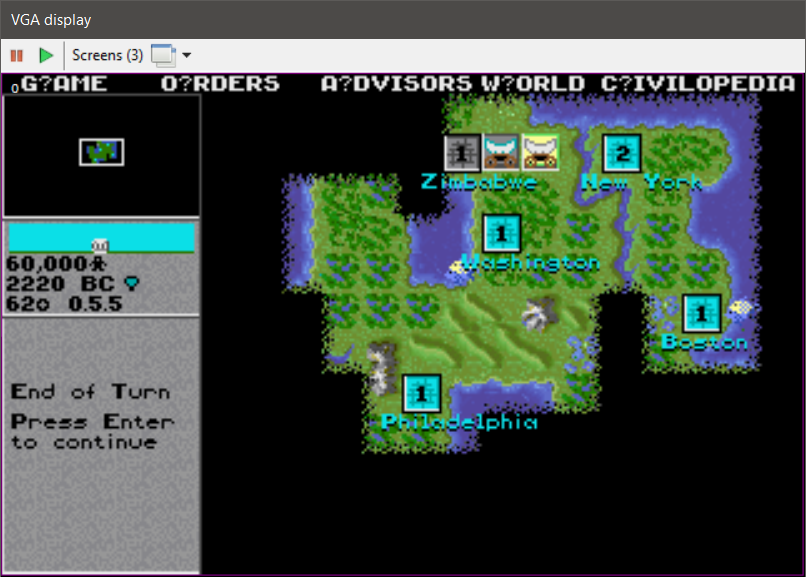 VGA display
Screens (3)
0G?AME O?RDERS A?DVISORS W?ORLD C?IVILOPEDIA
1
2
Zimbabwe
New York
1
Washington
60,000
2220 BC
62o 0.5.5
1
Boston
End of Turn
Press Enter
to continue
1
Philadelphia